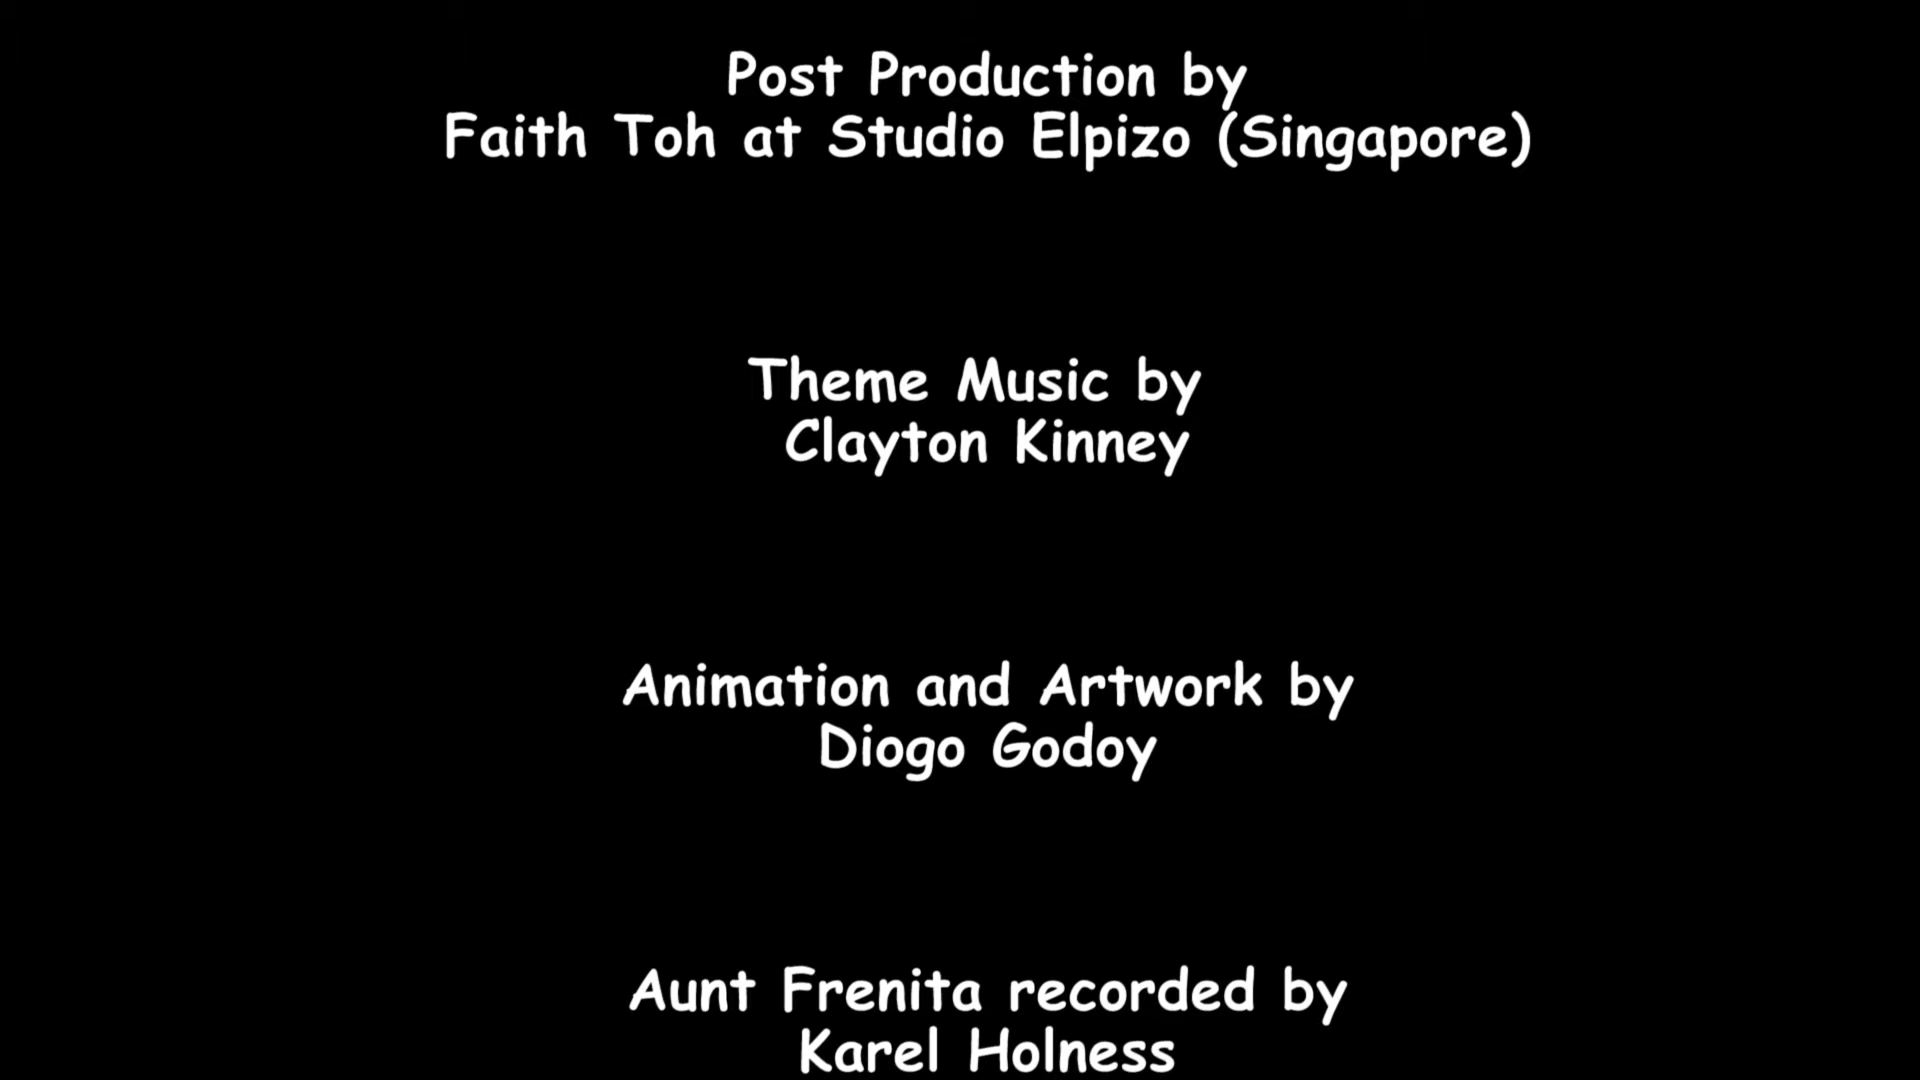 Post Production by
Faith Toh at Studio Elpizo (Singapore)
Theme Music by
Clayton Kinney
Animation and Artwork by
Diogo Godoy
Aunt Frenita recorded by
Karel Holness